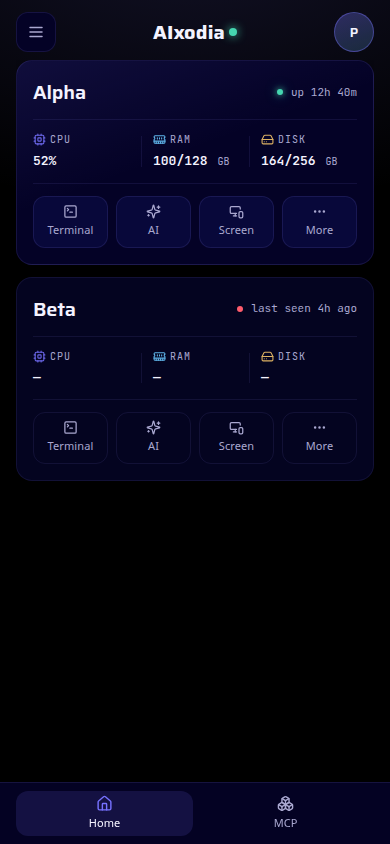 AIxodia
P
Alpha
up 12h 40m
CPU
RAM
DISK
52%
100/128 GB
164/256 GB
Terminal
AI
Screen
More
Beta
last seen 4h ago
CPU
RAM
DISK
—
—
—
Terminal
AI
Screen
More
Home
MCP